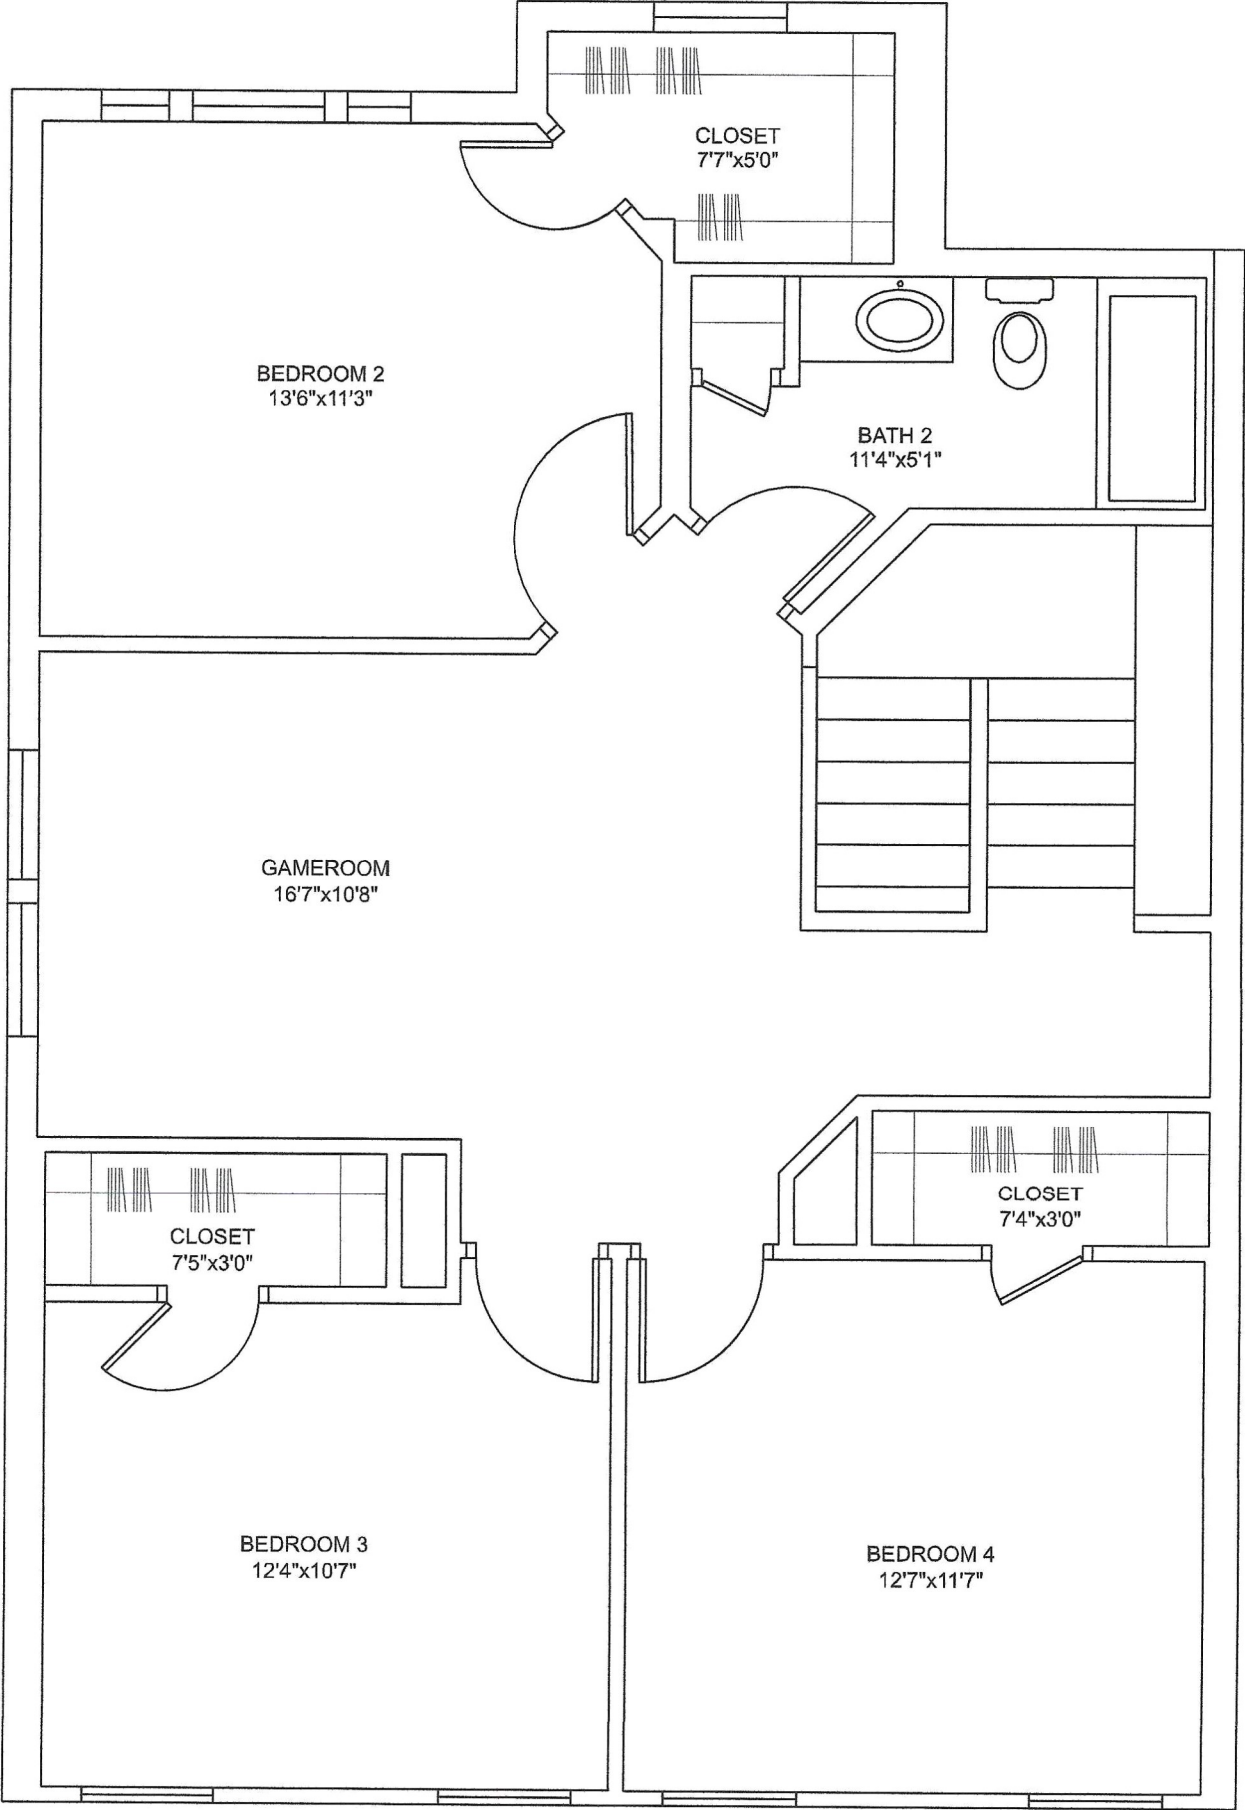 CLOSET
7'7"x5'0"
BEDROOM 2
13'6"x11'3"
BATH 2
11'4"x5'1"
GAMEROOM
16'7"x10'8"
CLOSET
7'4"x3'0"
CLOSET
7'5"x3'0"
BEDROOM 3
12'4"x10'7"
BEDROOM 4
12'7"x11'7"